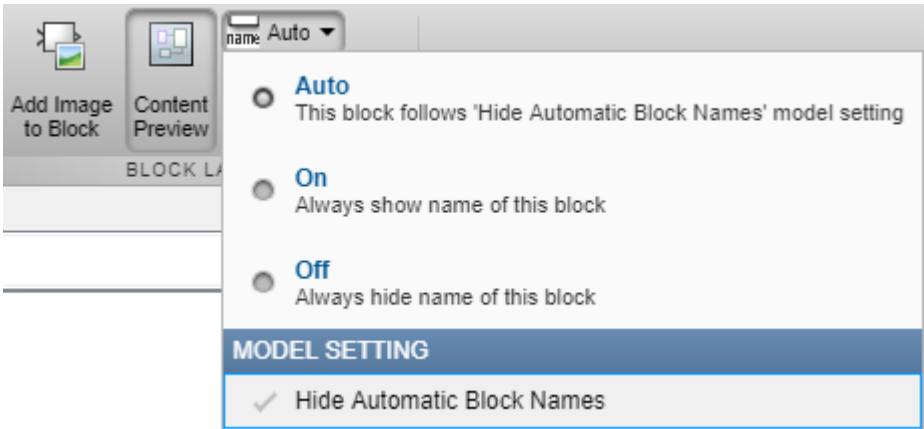 name Auto
Add Image
to Block
Content
Preview
BLOCK LA
Auto
This block follows 'Hide Automatic Block Names' model setting
On
Always show name of this block
Off
Always hide name of this block
MODEL SETTING
Hide Automatic Block Names